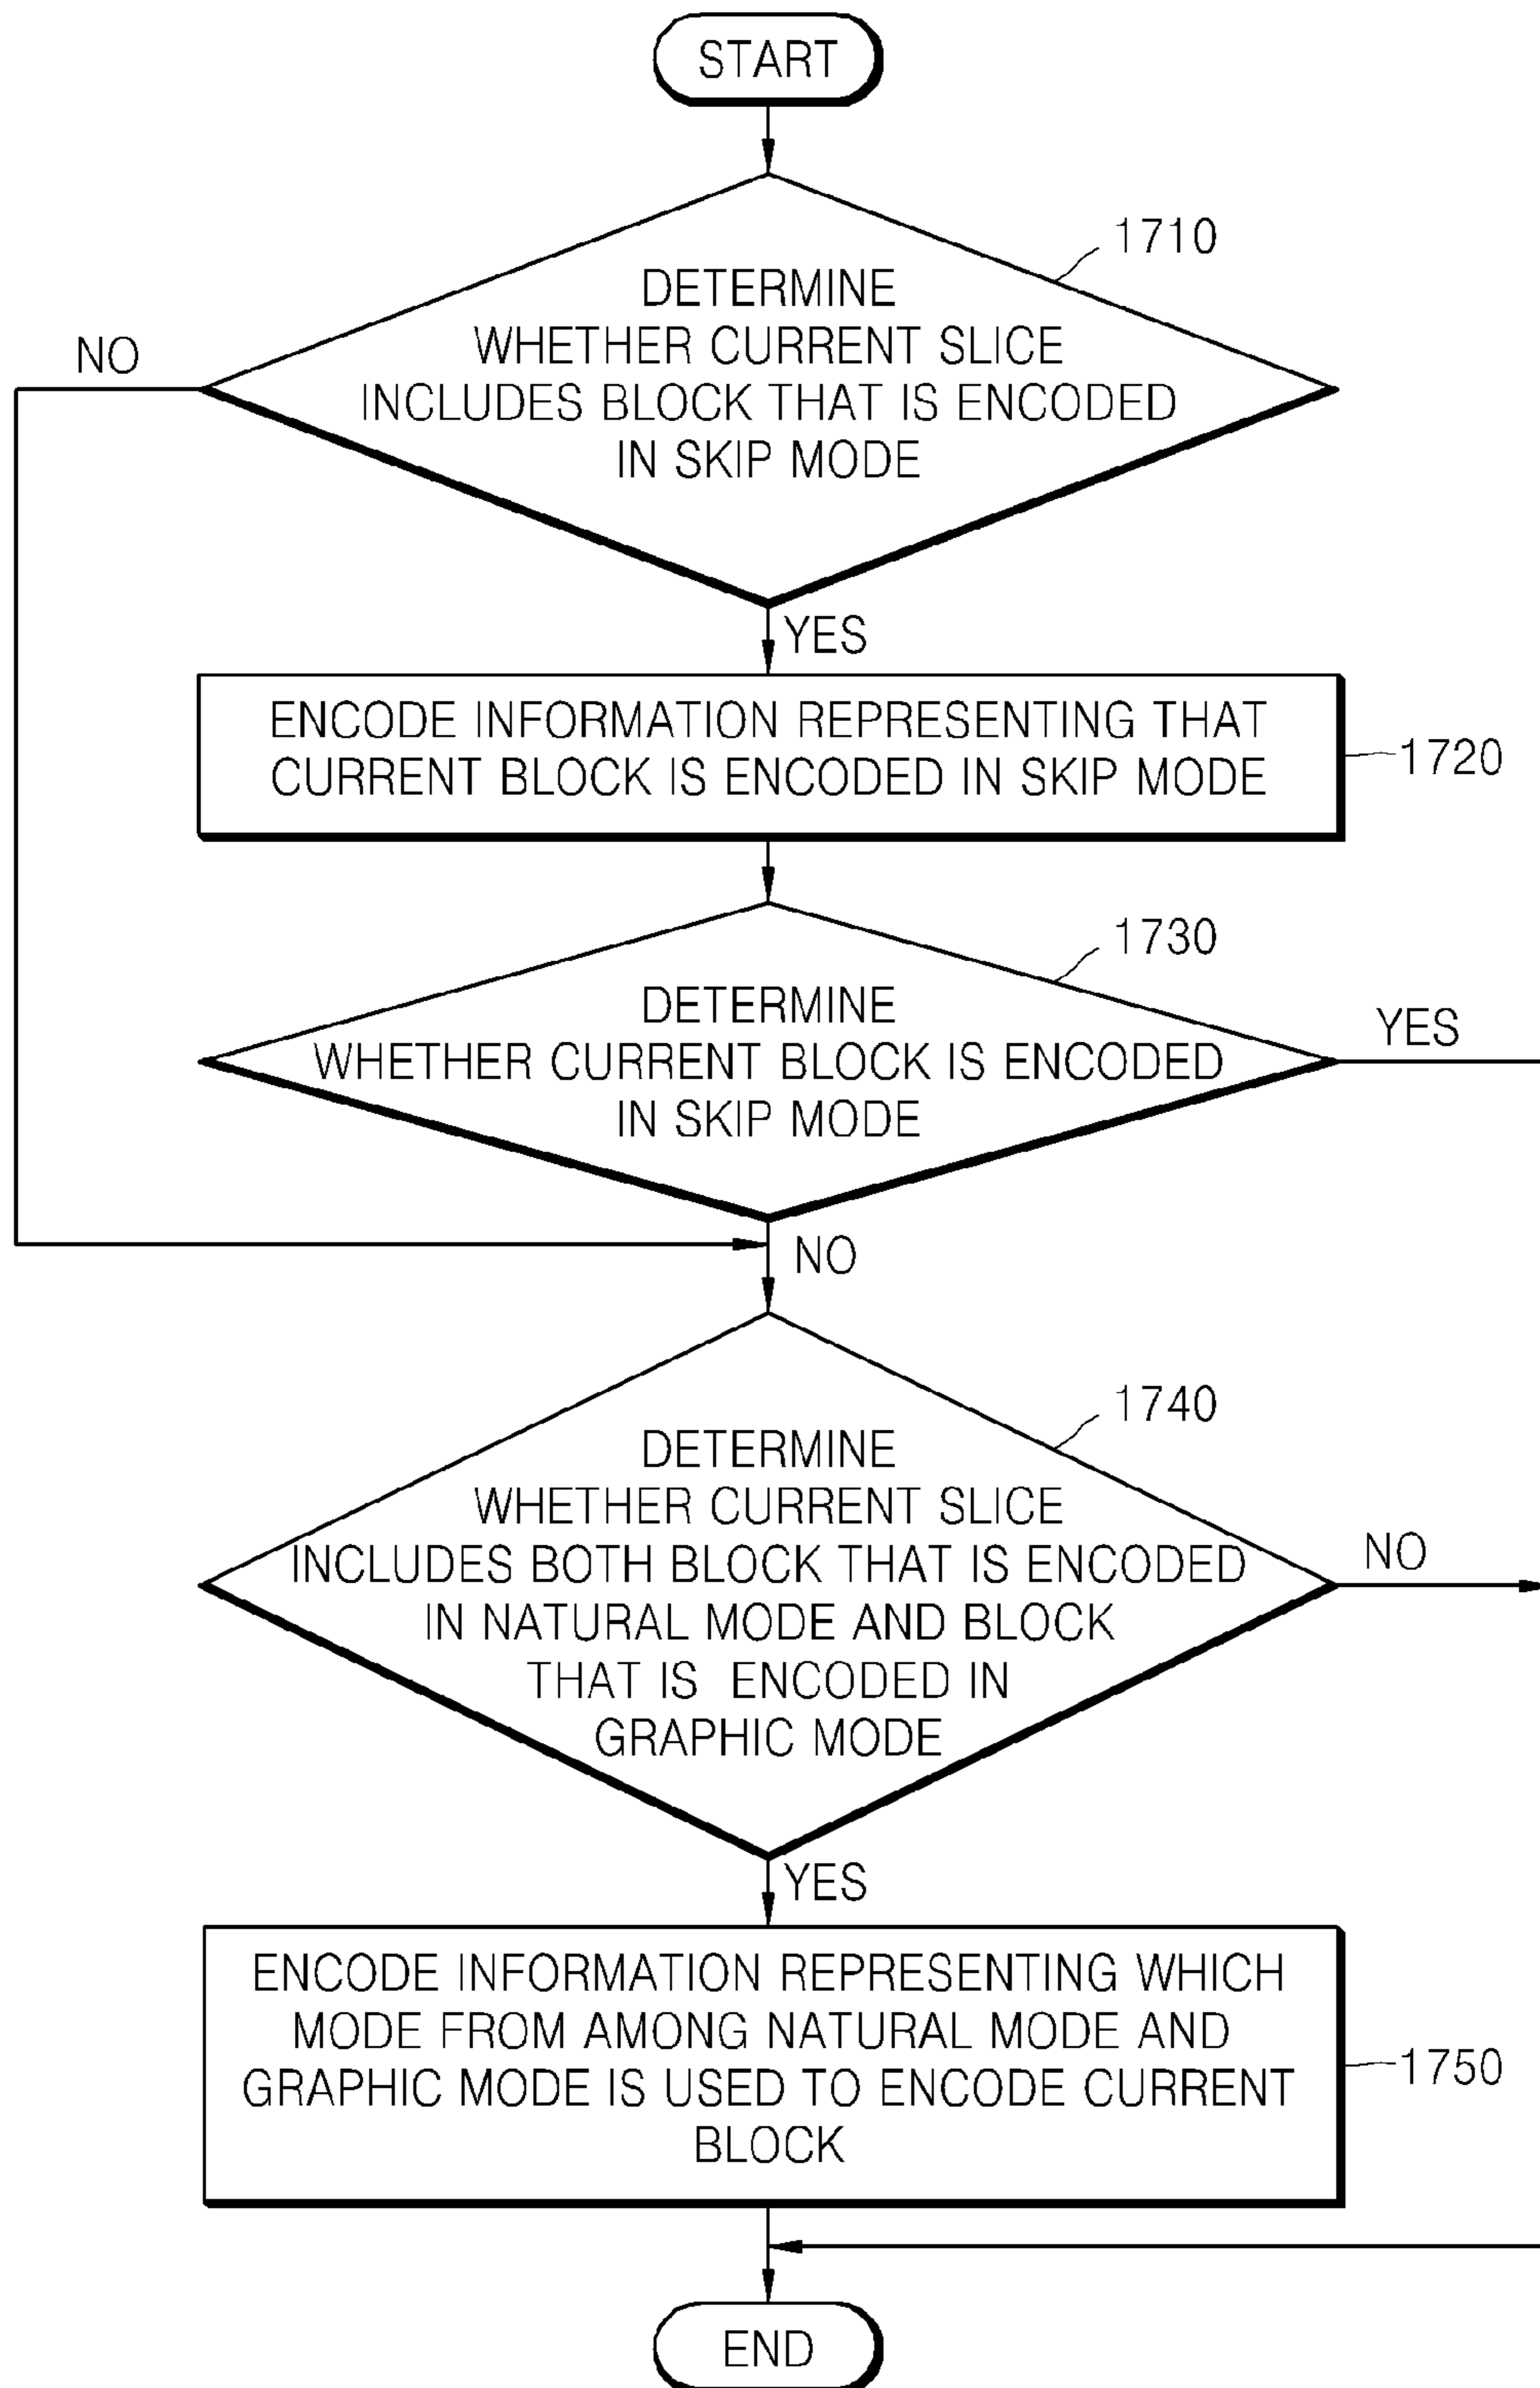 START
1710
DETERMINE
WHETHER CURRENT SLICE
INCLUDES BLOCK THAT IS ENCODED
IN SKIP MODE
NO
YES
ENCODE INFORMATION REPRESENTING THAT
CURRENT BLOCK IS ENCODED IN SKIP MODE
1720
1730
DETERMINE
WHETHER CURRENT BLOCK IS ENCODED
IN SKIP MODE
YES
NO
1740
DETERMINE
WHETHER CURRENT SLICE
INCLUDES BOTH BLOCK THAT IS ENCODED
IN NATURAL MODE AND BLOCK
THAT IS ENCODED IN
GRAPHIC MODE
NO
YES
ENCODE INFORMATION REPRESENTING WHICH
MODE FROM AMONG NATURAL MODE AND
GRAPHIC MODE IS USED TO ENCODE CURRENT
BLOCK
1750
END